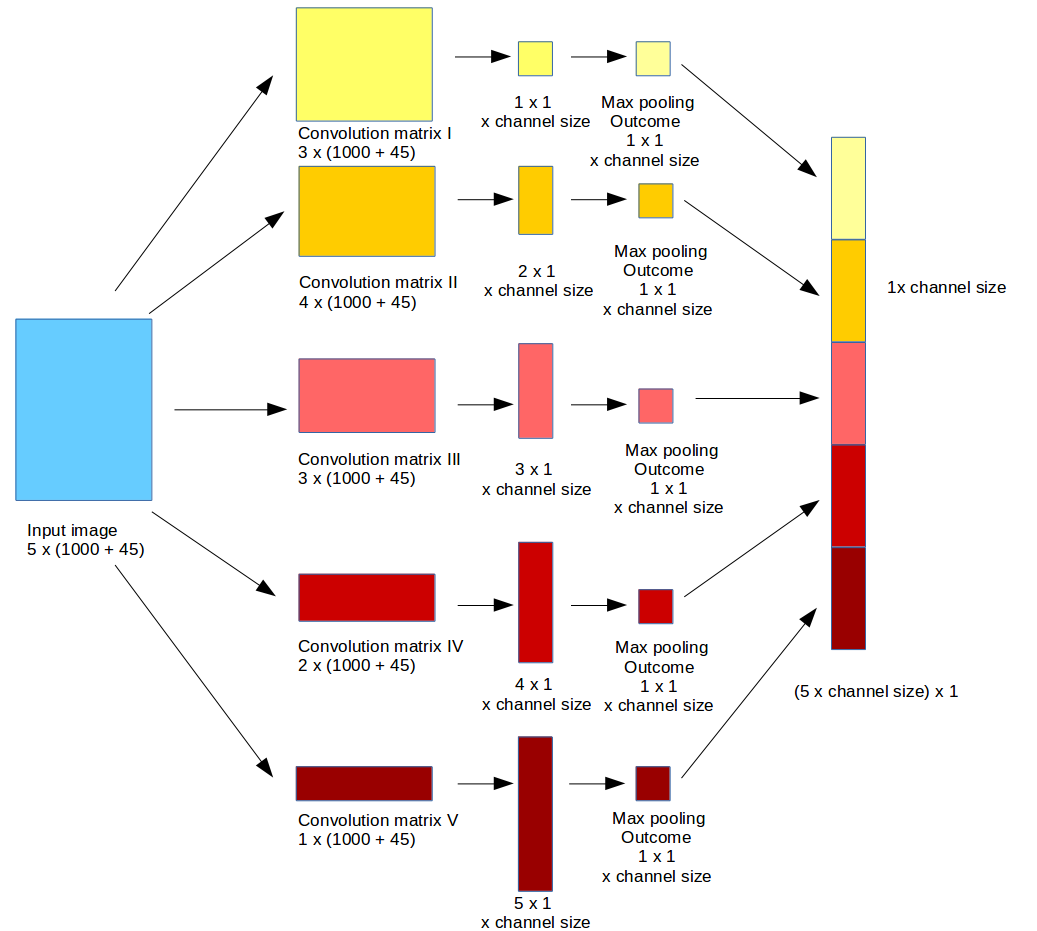 Convolution matrix I
3 x (1000 + 45)
1 x 1
x channel size
Max pooling
Outcome
1 x 1
x channel size
Convolution matrix II
4 x (1000 + 45)
2 x 1
x channel size
Max pooling
Outcome
1 x 1
x channel size
1x channel size
Input image
5 x (1000 + 45)
Convolution matrix III
3 x (1000 + 45)
3 x 1
x channel size
Max pooling
Outcome
1 x 1
x channel size
Convolution matrix IV
2 x (1000 + 45)
4 x 1
x channel size
Max pooling
Outcome
1 x 1
x channel size
(5 x channel size) x 1
Convolution matrix V
1 x (1000 + 45)
5 x 1
x channel size
Max pooling
Outcome
1 x 1
x channel size